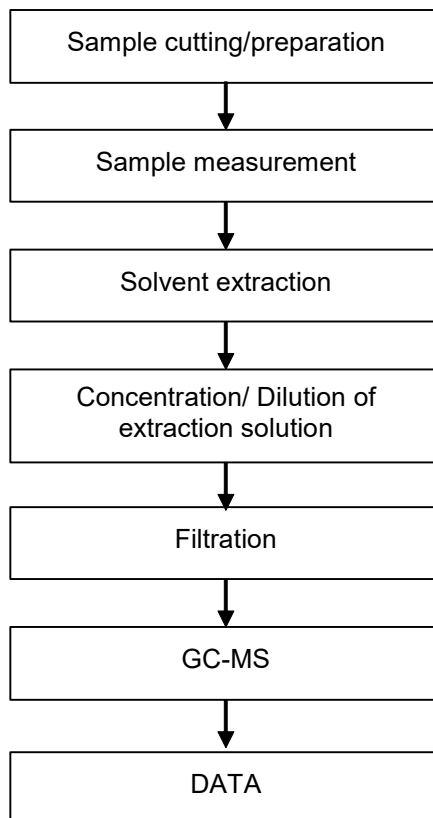 Sample cutting/preparation
Sample measurement
Solvent extraction
Concentration/ Dilution of
extraction solution
Filtration
GC-MS
DATA